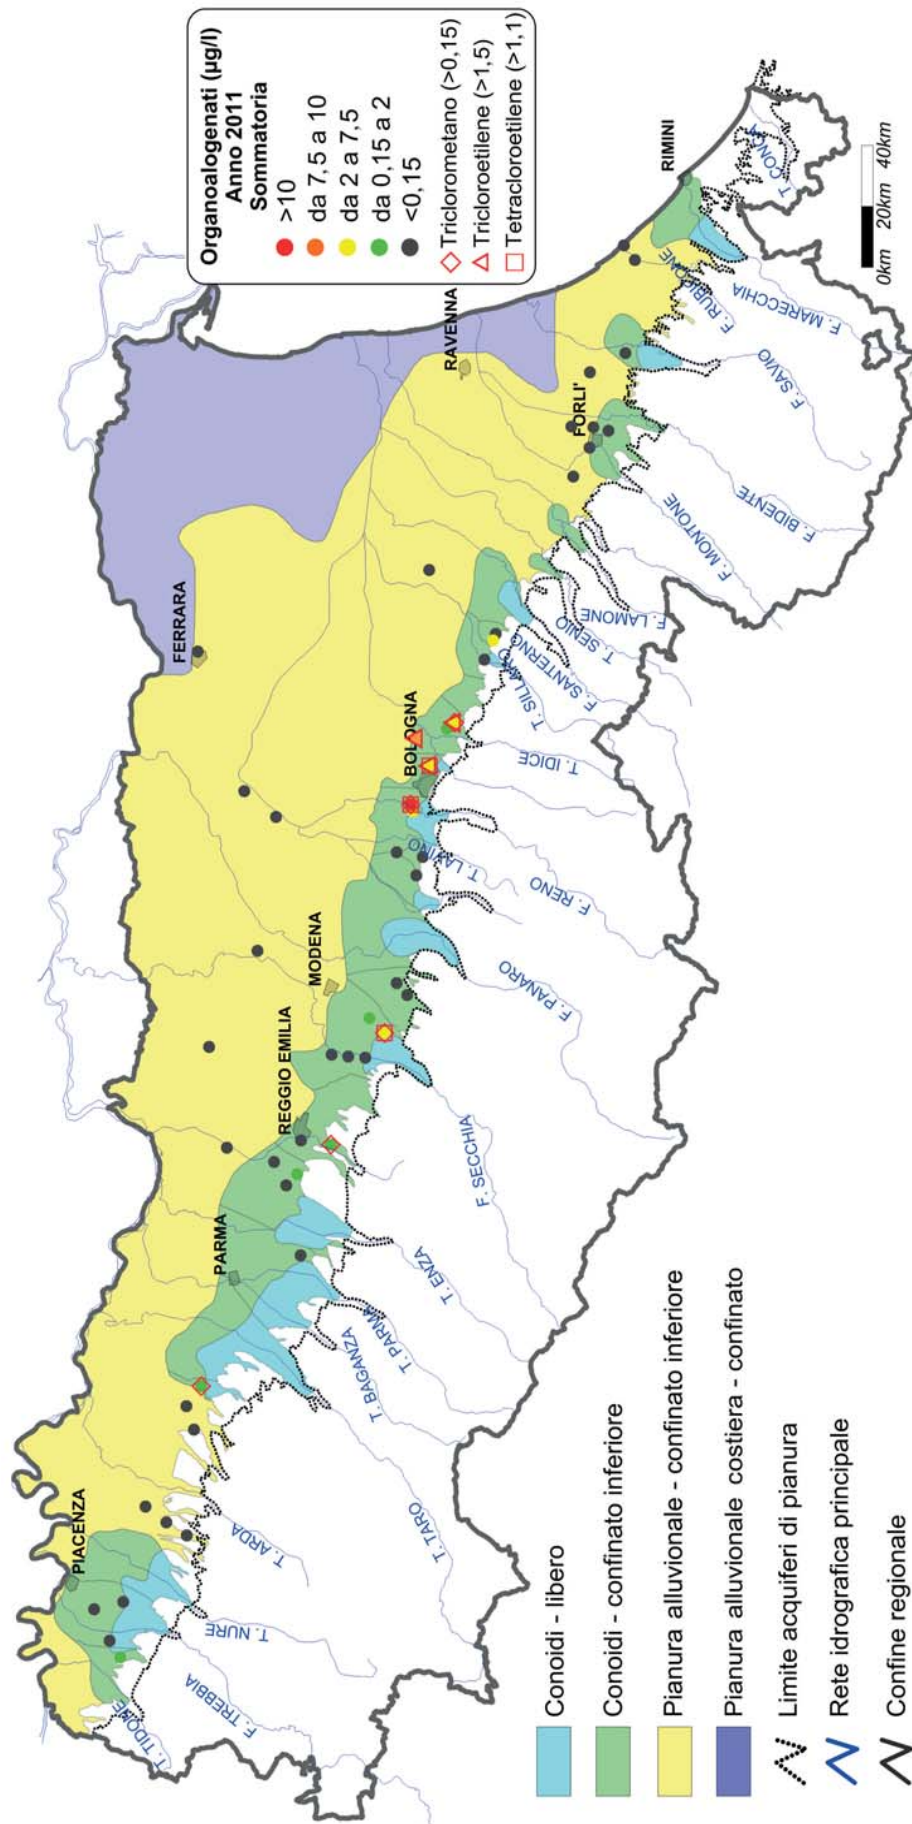 Organoalogenati (µg/l)
Anno 2011
Sommatoria
>10
da 7,5 a 10
da 2 a 7,5
da 0,15 a 2
<0,15
Triclorometano (>0,15)
Tricloroetilene (>1,5)
Tetracloroetilene (>1,1)
PIACENZA
PARMA
REGGIO EMILIA
MODENA
BOLOGNA
FERRARA
RAVENNA
FORLI'
RIMINI
T. TIDONE
F. TREBBIA
T. NURE
T. ARDA
T. TARO
T. BAGANZA
T. PARMA
T. ENZA
F. SECCHIA
F. PANARO
T. LAVINO
F. RENO
T. IDICE
T. SILLARO
F. SANTERNO
T. SENIO
F. LAMONE
F. MONTONE
F. BIDENTE
F. SAVIO
F. RUBICONE
F. MARECCHIA
T. CONCA
0km 20km 40km
Conoidi - libero
Conoidi - confinato inferiore
Pianura alluvionale - confinato inferiore
Pianura alluvionale costiera - confinato
Limite acquiferi di pianura
Rete idrografica principale
Confine regionale